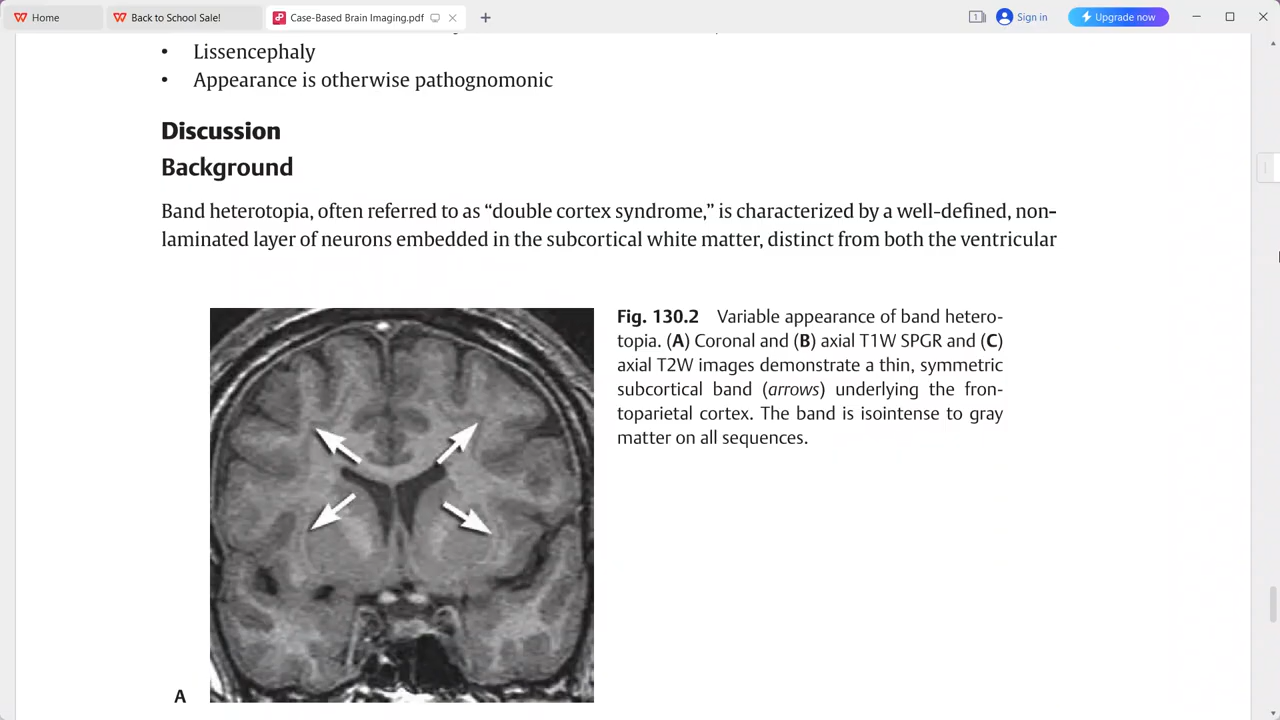 Home
Back to School Sale!
Case-Based Brain Imaging.pdf
1
Sign in
Upgrade now
• Lissencephaly
• Appearance is otherwise pathognomonic
Discussion
Background
Band heterotopia, often referred to as “double cortex syndrome,” is characterized by a well-defined, non-
laminated layer of neurons embedded in the subcortical white matter, distinct from both the ventricular
Fig. 130.2 Variable appearance of band hetero-
topia. (A) Coronal and (B) axial T1W SPGR and (C)
axial T2W images demonstrate a thin, symmetric
subcortical band (arrows) underlying the fron-
toparietal cortex. The band is isointense to gray
matter on all sequences.
A